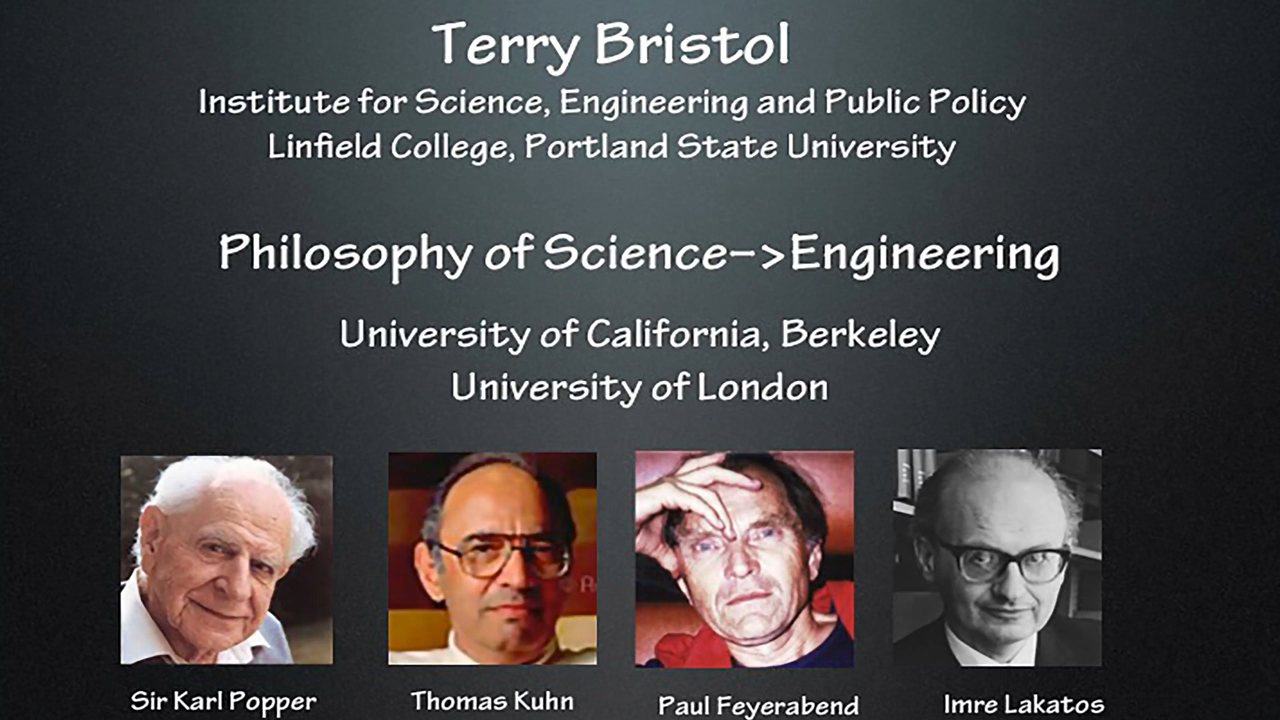 Terry Bristol
Institute for Science, Engineering and Public Policy
Linfield College, Portland State University
Philosophy of Science->Engineering
University of California, Berkeley
University of London
Sir Karl Popper
Thomas Kuhn
Paul Feyerabend
Imre Lakatos